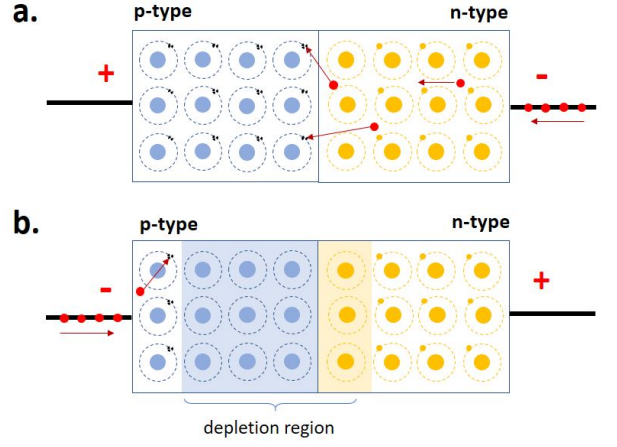 a.
p-type
n-type
+
-
b.
p-type
n-type
-
+
depletion region